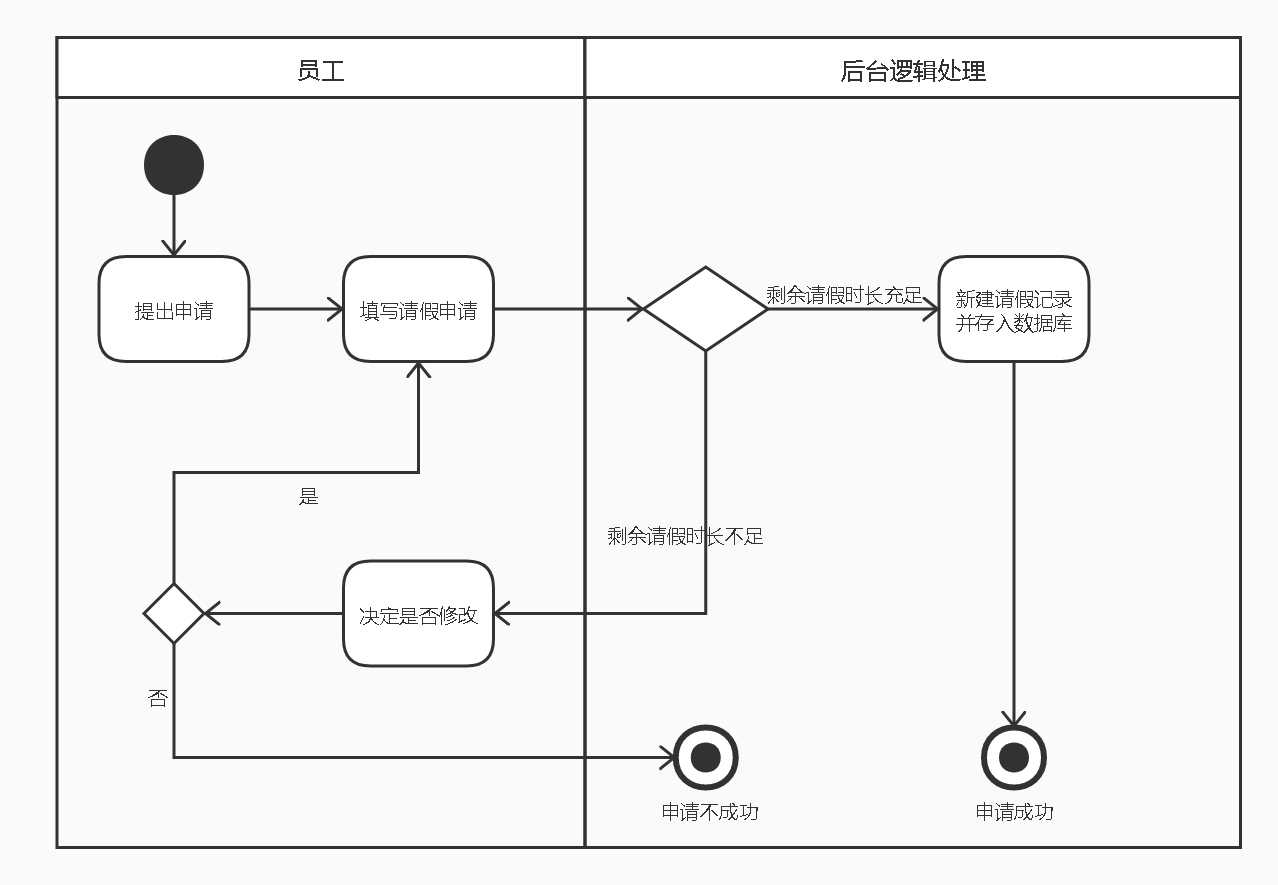 员工
后台逻辑处理
提出申请
填写请假申请
剩余请假时长充足
新建请假记录
并存入数据库
是
剩余请假时长不足
决定是否修改
否
申请不成功
申请成功